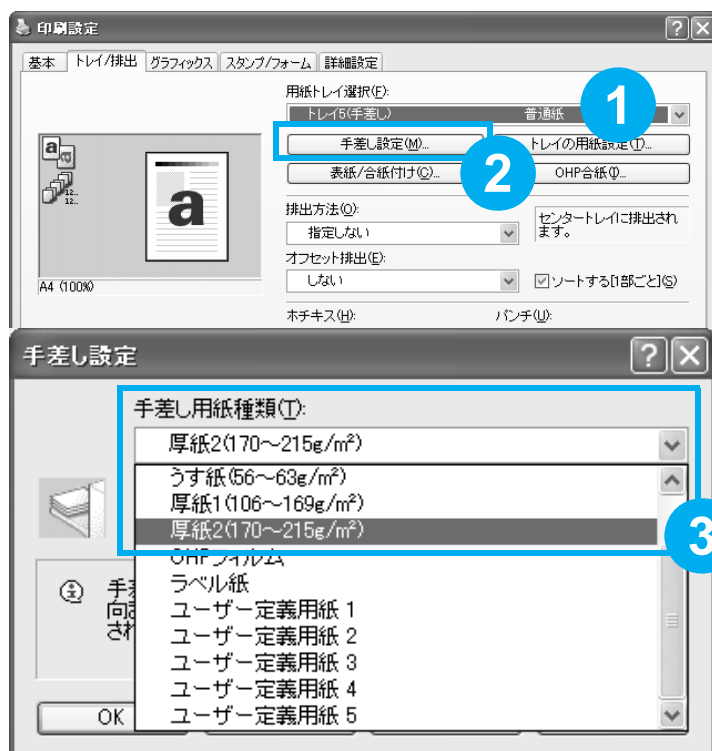 印刷設定
基本 トレイ/排出 グラフィックス スタンプ/フォーム 詳細設定
用紙トレイ選択(F):
トレイ5(手差し) 普通紙
1
手差し設定(M)... トレイの用紙設定(T)...
2
表紙/合紙付け(C)... OHP合紙(I)...
排出方法(O):
指定しない
センタートレイに排出され
ます。
オフセット排出(E):
しない
ソートする[1部ごと](S)
A4 (100%)
ホチキス(H): パンチ(U):
手差し設定
手差し用紙種類(T):
厚紙2(170～215g/m²)
うす紙(56～63g/m²)
厚紙1(106～169g/m²)
厚紙2(170～215g/m²)
3
OHPフィルム
ラベル紙
ユーザー定義用紙 1
ユーザー定義用紙 2
ユーザー定義用紙 3
ユーザー定義用紙 4
ユーザー定義用紙 5
OK